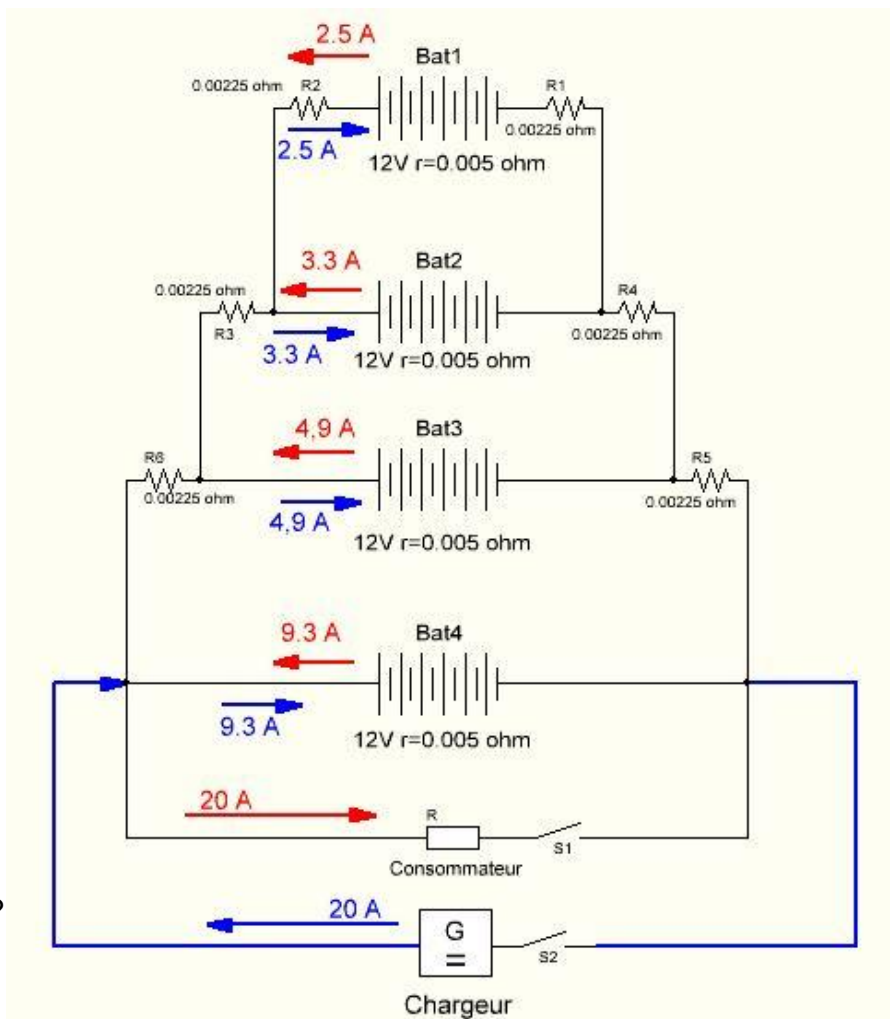 2.5 A
Bat1
0.00225 ohm
R2
R1
0.00225 ohm
2.5 A
12V r=0.005 ohm
3.3 A
Bat2
0.00225 ohm
R4
R3
0.00225 ohm
3.3 A
12V r=0.005 ohm
4,9 A
Bat3
R6
R5
0.00225 ohm
0.00225 ohm
4,9 A
12V r=0.005 ohm
9.3 A
Bat4
9.3 A
12V r=0.005 ohm
20 A
R
S1
Consommateur
20 A
G
=
S2
Chargeur